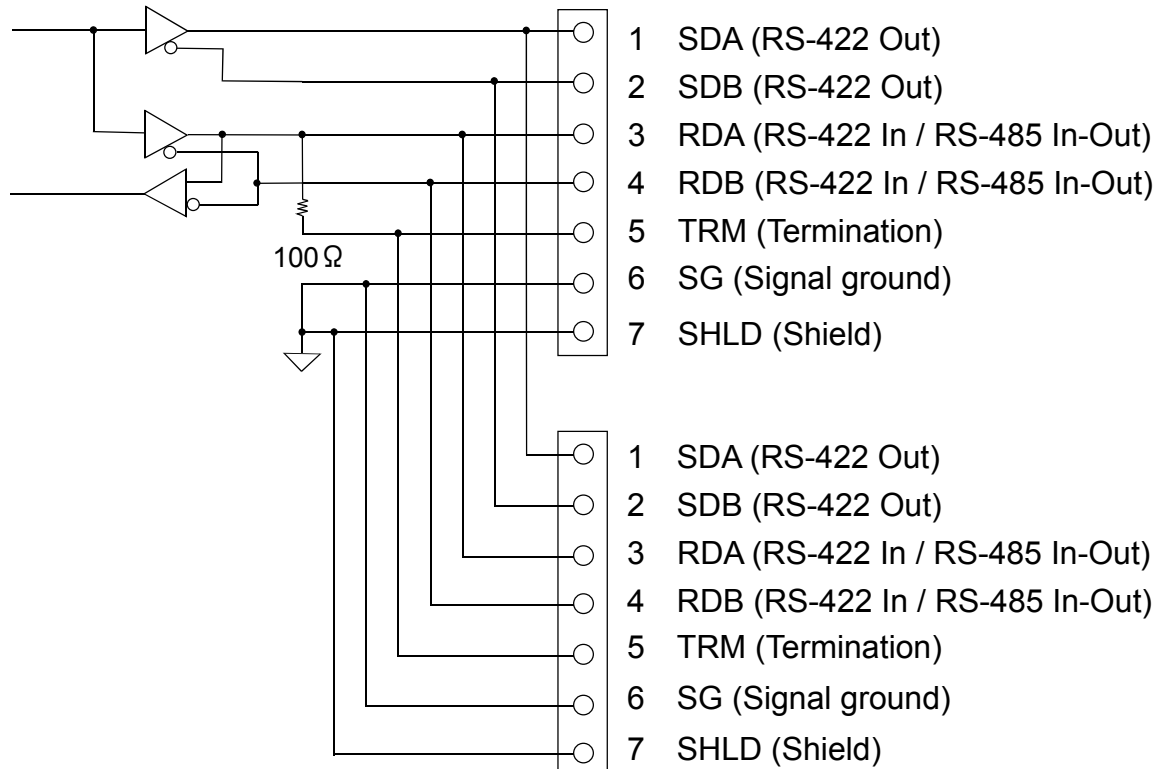 1 SDA (RS-422 Out)
2 SDB (RS-422 Out)
3 RDA (RS-422 In / RS-485 In-Out)
4 RDB (RS-422 In / RS-485 In-Out)
5 TRM (Termination)
100Ω
6 SG (Signal ground)
7 SHLD (Shield)
1 SDA (RS-422 Out)
2 SDB (RS-422 Out)
3 RDA (RS-422 In / RS-485 In-Out)
4 RDB (RS-422 In / RS-485 In-Out)
5 TRM (Termination)
6 SG (Signal ground)
7 SHLD (Shield)